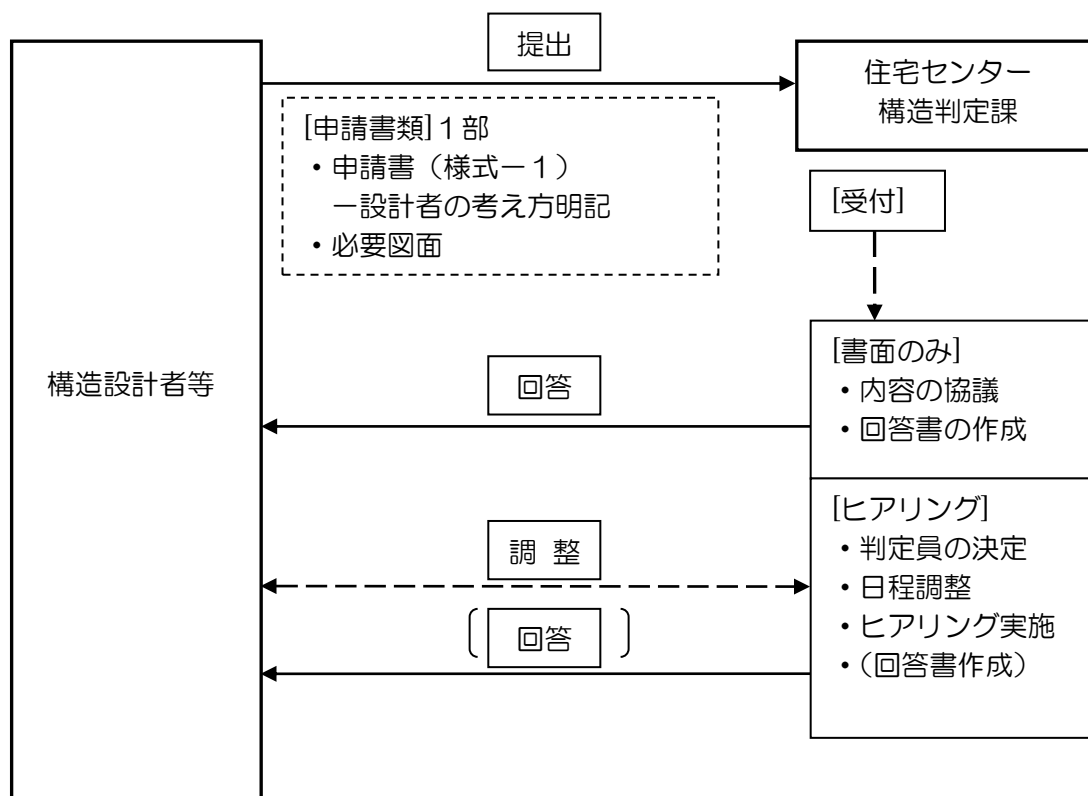 提出
住宅センター
構造判定課
[申請書類]１部
・申請書（様式－１）
－設計者の考え方明記
・必要図面
[受付]
構造設計者等
回答
[書面のみ]
・内容の協議
・回答書の作成
調 整
[ヒアリング]
・判定員の決定
・日程調整
・ヒアリング実施
・（回答書作成）
〔 回答 〕